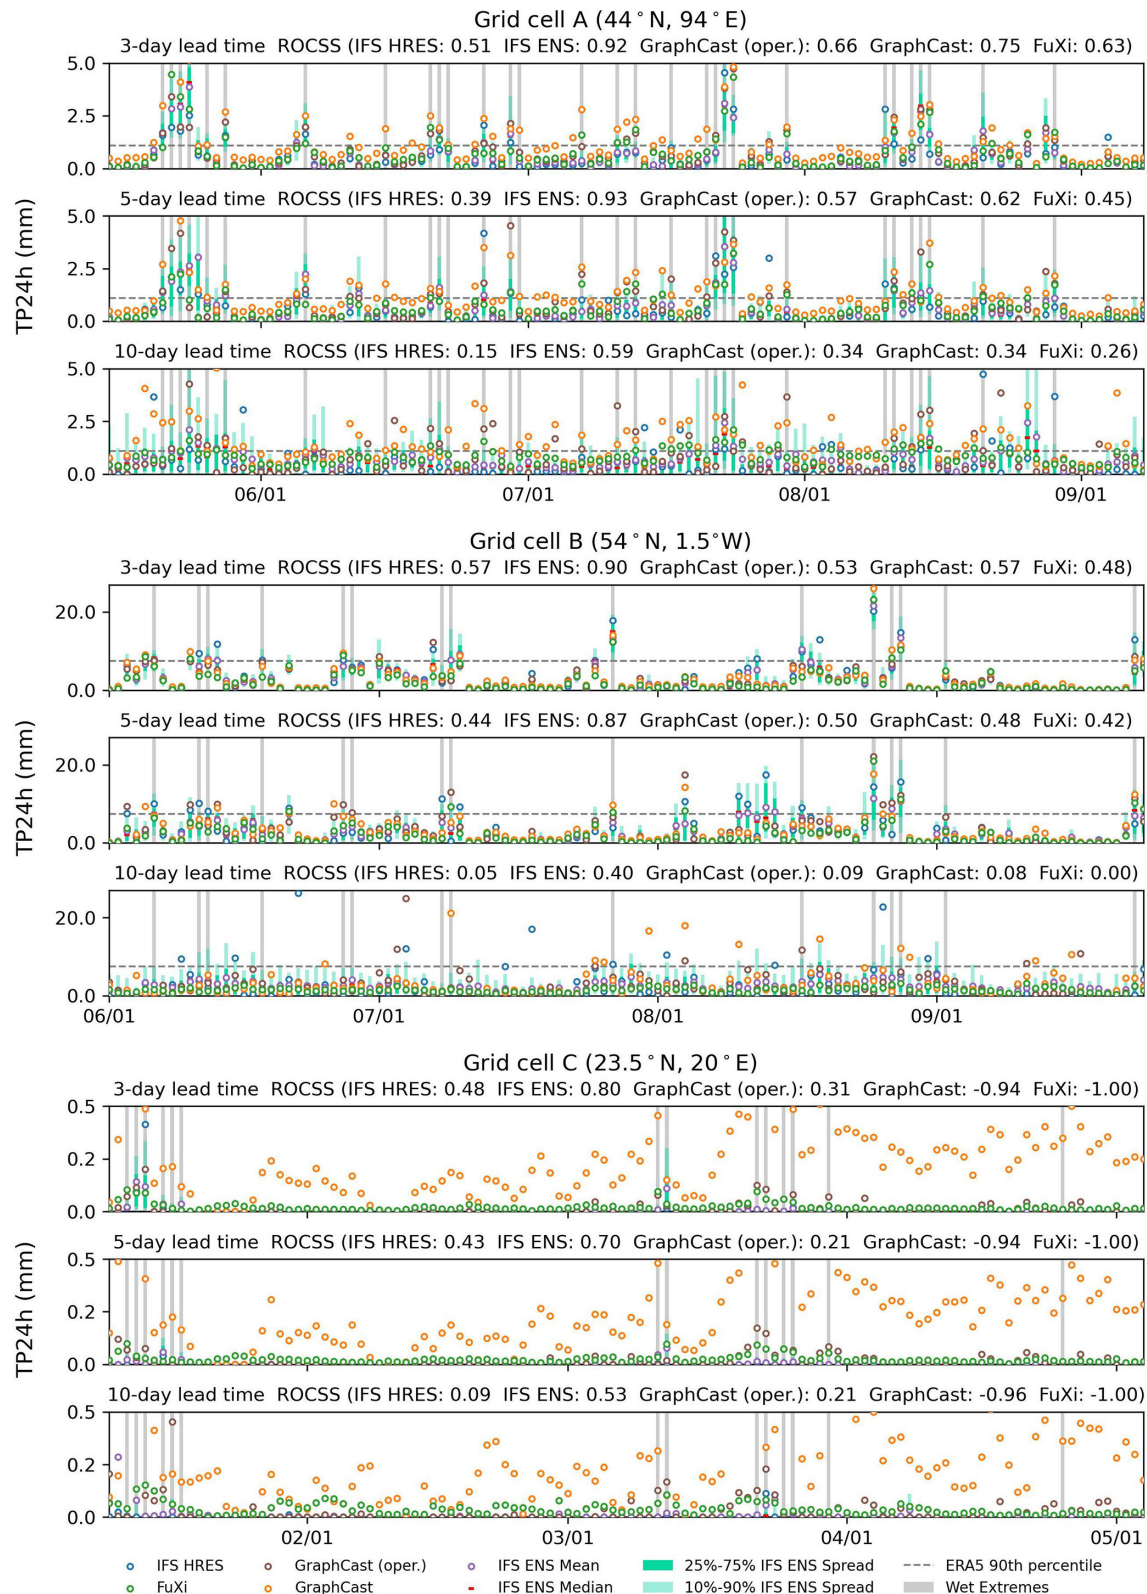 Grid cell A (44°N, 94°E)
3-day lead time ROCSS (IFS HRES: 0.51 IFS ENS: 0.92 GraphCast (oper.): 0.66 GraphCast: 0.75 FuXi: 0.63)
5.0
2.5
0.0
5-day lead time ROCSS (IFS HRES: 0.39 IFS ENS: 0.93 GraphCast (oper.): 0.57 GraphCast: 0.62 FuXi: 0.45)
5.0
2.5
0.0
TP24h (mm)
10-day lead time ROCSS (IFS HRES: 0.15 IFS ENS: 0.59 GraphCast (oper.): 0.34 GraphCast: 0.34 FuXi: 0.26)
5.0
2.5
0.0
06/01 07/01 08/01 09/01
Grid cell B (54°N, 1.5°W)
3-day lead time ROCSS (IFS HRES: 0.57 IFS ENS: 0.90 GraphCast (oper.): 0.53 GraphCast: 0.57 FuXi: 0.48)
20.0
0.0
5-day lead time ROCSS (IFS HRES: 0.44 IFS ENS: 0.87 GraphCast (oper.): 0.50 GraphCast: 0.48 FuXi: 0.42)
20.0
0.0
TP24h (mm)
10-day lead time ROCSS (IFS HRES: 0.05 IFS ENS: 0.40 GraphCast (oper.): 0.09 GraphCast: 0.08 FuXi: 0.00)
20.0
0.0
06/01 07/01 08/01 09/01
Grid cell C (23.5°N, 20°E)
3-day lead time ROCSS (IFS HRES: 0.48 IFS ENS: 0.80 GraphCast (oper.): 0.31 GraphCast: -0.94 FuXi: -1.00)
0.5
0.2
0.0
5-day lead time ROCSS (IFS HRES: 0.43 IFS ENS: 0.70 GraphCast (oper.): 0.21 GraphCast: -0.94 FuXi: -1.00)
0.5
0.2
0.0
TP24h (mm)
10-day lead time ROCSS (IFS HRES: 0.09 IFS ENS: 0.53 GraphCast (oper.): 0.21 GraphCast: -0.96 FuXi: -1.00)
0.5
0.2
0.0
02/01 03/01 04/01 05/01
IFS HRES GraphCast (oper.) IFS ENS Mean 25%-75% IFS ENS Spread ERA5 90th percentile
FuXi GraphCast IFS ENS Median 10%-90% IFS ENS Spread Wet Extremes